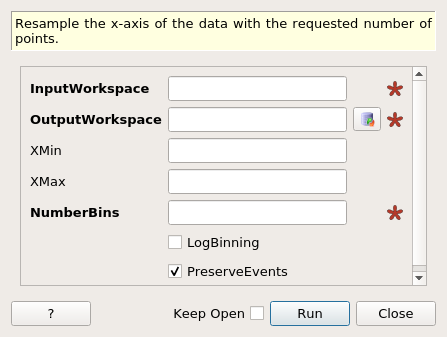 Resample the x-axis of the data with the requested number of
points.
InputWorkspace
OutputWorkspace
XMin
XMax
NumberBins
LogBinning
PreserveEvents
? Keep Open Run Close